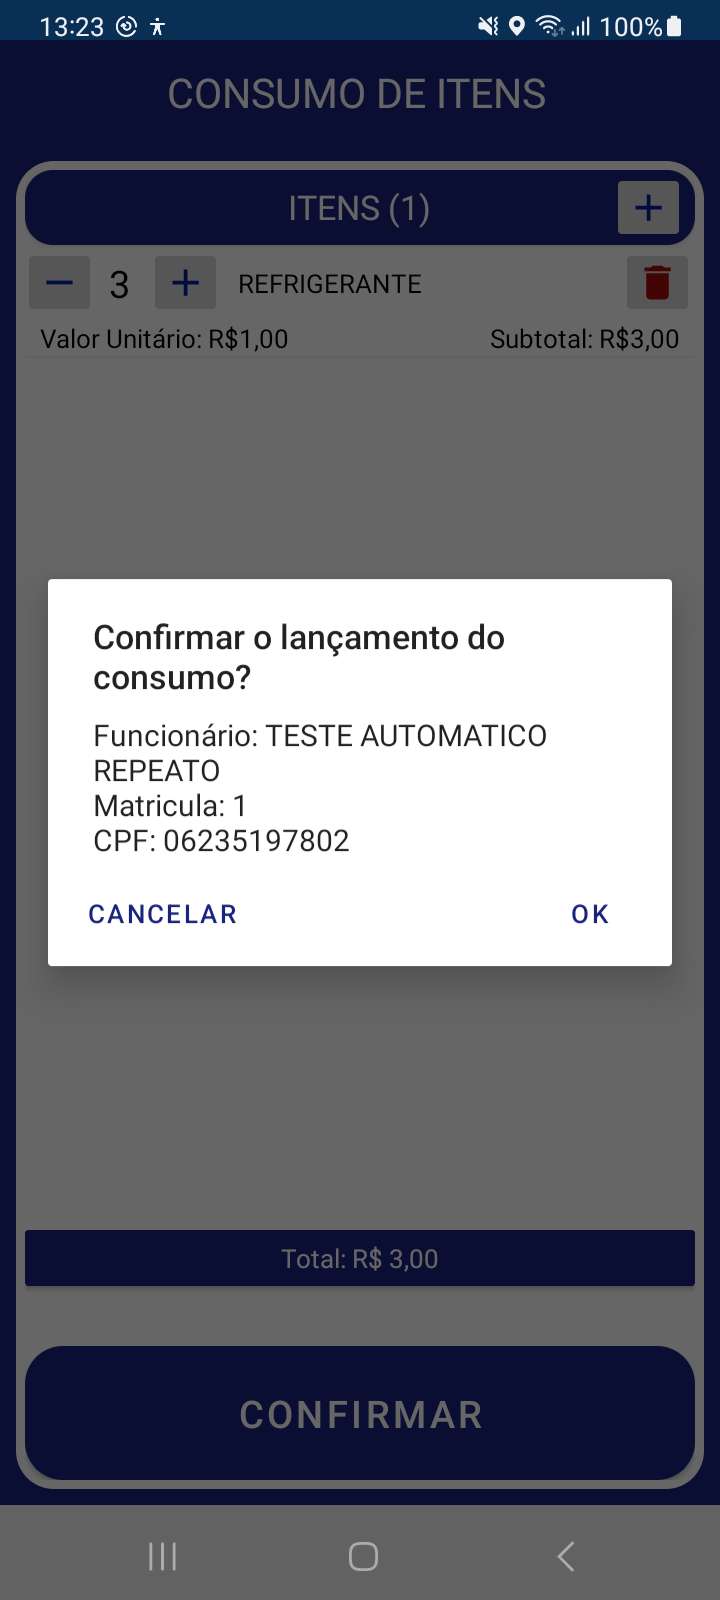 13:23 100%
CONSUMO DE ITENS
ITENS (1)
3 REFRIGERANTE
Valor Unitário: R$1,00 Subtotal: R$3,00
Confirmar o lançamento do
consumo?
Funcionário: TESTE AUTOMATICO
REPEATO
Matricula: 1
CPF: 06235197802
CANCELAR OK
Total: R$ 3,00
CONFIRMAR